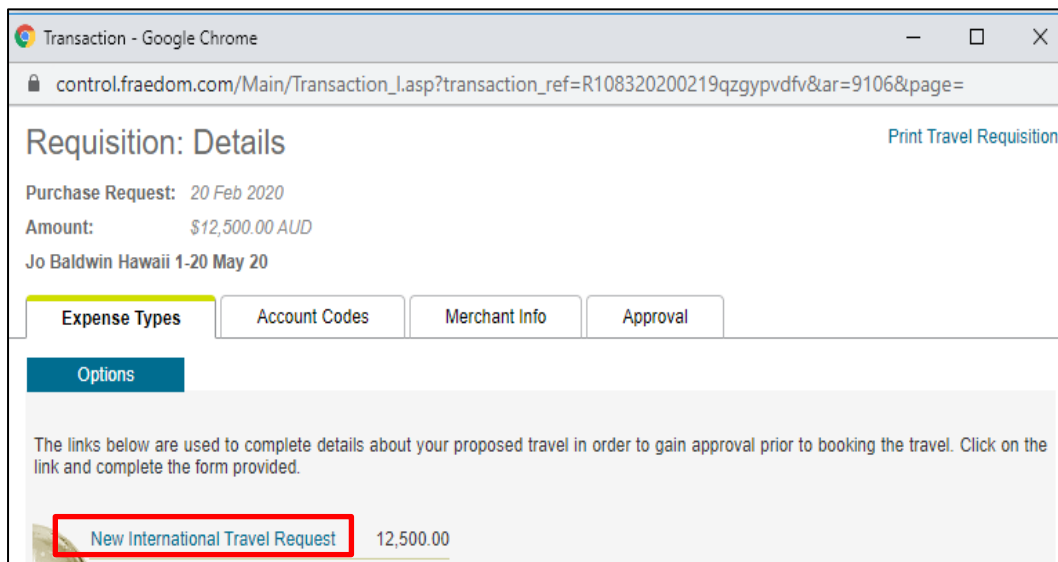 Transaction - Google Chrome
control.fraedom.com/Main/Transaction_l.asp?transaction_ref=R108320200219qzgypvdfv&ar=9106&page=
Requisition: Details
Print Travel Requisition
Purchase Request: 20 Feb 2020
Amount: $12,500.00 AUD
Jo Baldwin Hawaii 1-20 May 20
Expense Types Account Codes Merchant Info Approval
Options
The links below are used to complete details about your proposed travel in order to gain approval prior to booking the travel. Click on the
link and complete the form provided.
New International Travel Request 12,500.00